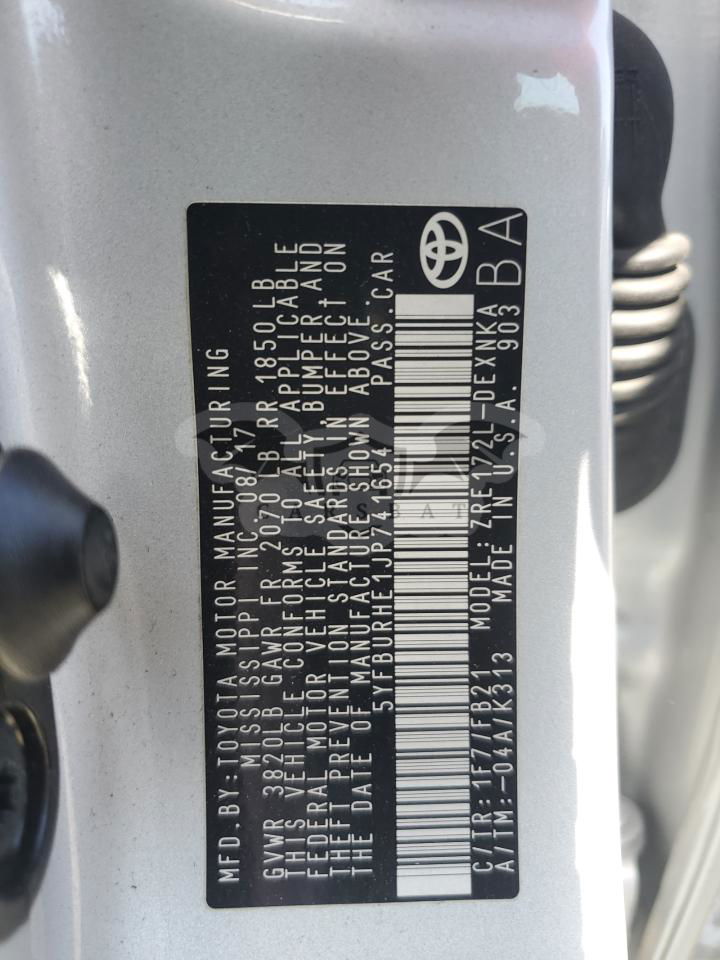 MFD.BY:TOYOTA MOTOR MANUFACTURING
MISSISSIPPI INC. 08/17
GVWR 3820LB GAWR FR 2070LB RR 1850LB
THIS VEHICLE CONFORMS TO ALL APPLICABLE
FEDERAL MOTOR VEHICLE SAFETY BUMPER AND
THEFT PREVENTION STANDARDS IN EFFECT ON
THE DATE OF MANUFACTURE SHOWN ABOVE.
5YFBURHE1JP741654 PASS.CAR
C/TR:1F7/FB21 MODEL:ZRE172L-DEXNKA
A/TM:-04A/K313 MADE IN U.S.A. 903
BA
CARSBAT